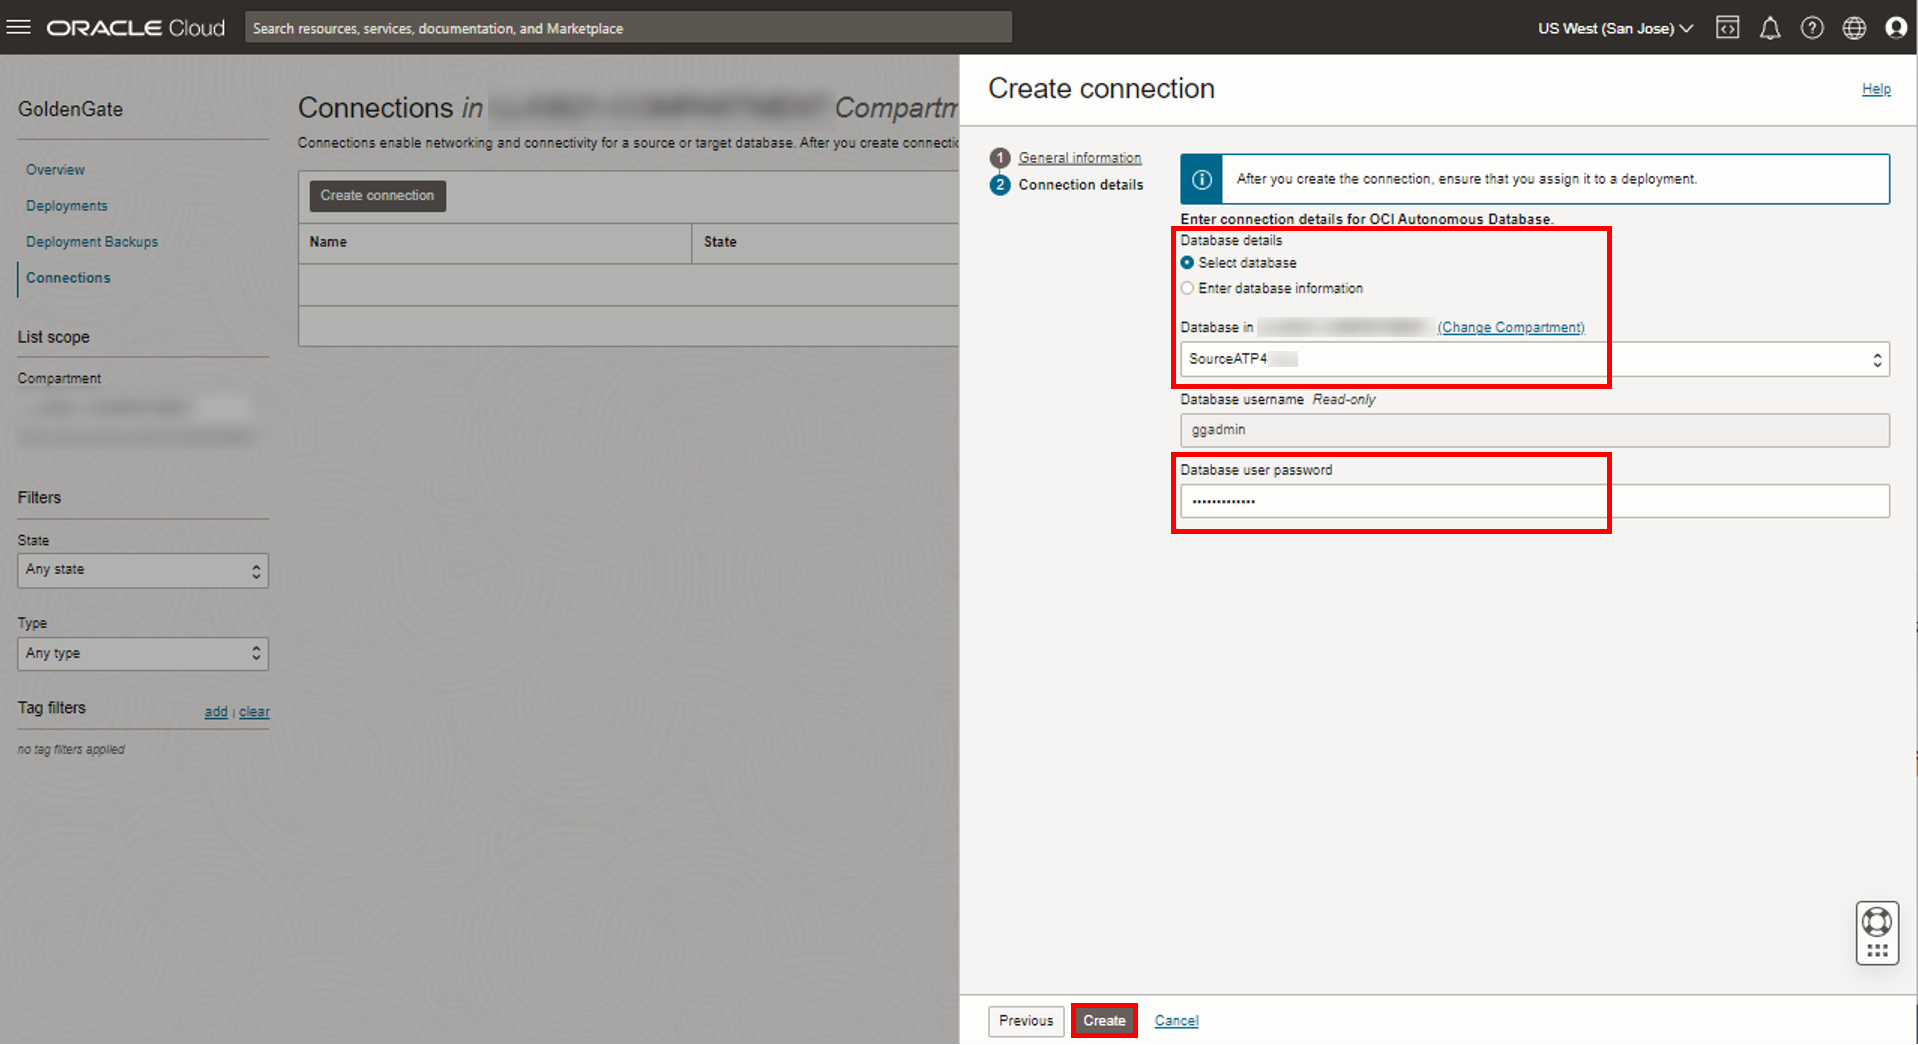 ORACLE Cloud
Search resources, services, documentation, and Marketplace
US West (San Jose)
GoldenGate
Overview
Deployments
Deployment Backups
Connections
List scope
Compartment
Filters
State
Any state
Type
Any type
Tag filters
add | clear
no tag filters applied
Connections in Compartm
Connections enable networking and connectivity for a source or target database. After you create connectio
Create connection
Name State
Create connection
Help
1 General information
2 Connection details
After you create the connection, ensure that you assign it to a deployment.
Enter connection details for OCI Autonomous Database.
Database details
Select database
Enter database information
Database in (Change Compartment)
SourceATP4
Database username Read-only
ggadmin
Database user password
•••••••••••••
Previous Create Cancel